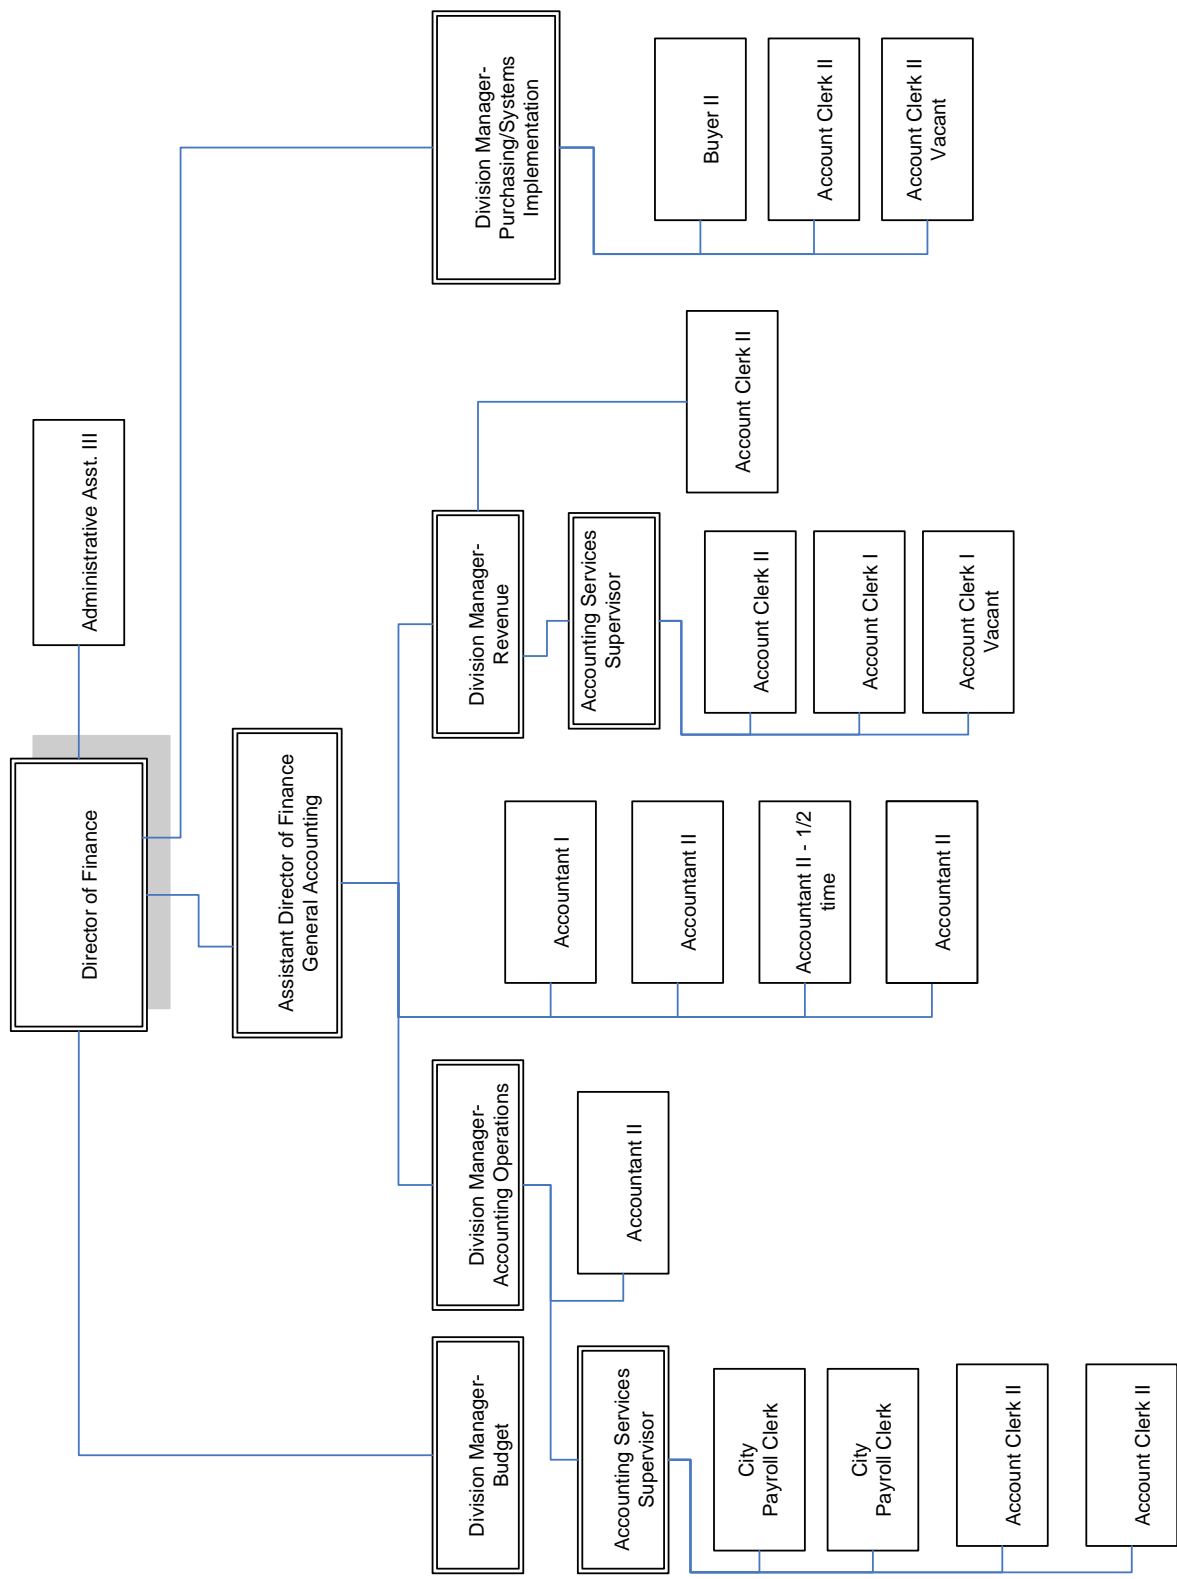 Director of Finance
Administrative Asst. III
Assistant Director of Finance
General Accounting
Division Manager-
Budget
Division Manager-
Accounting Operations
Division Manager-
Revenue
Division Manager-
Purchasing/Systems
Implementation
Accounting Services
Supervisor
City
Payroll Clerk
City
Payroll Clerk
Account Clerk II
Account Clerk II
Accountant II
Accountant I
Accountant II
Accountant II - 1/2
time
Accountant II
Accounting Services
Supervisor
Account Clerk II
Account Clerk I
Account Clerk I
Vacant
Account Clerk II
Buyer II
Account Clerk II
Account Clerk II
Vacant